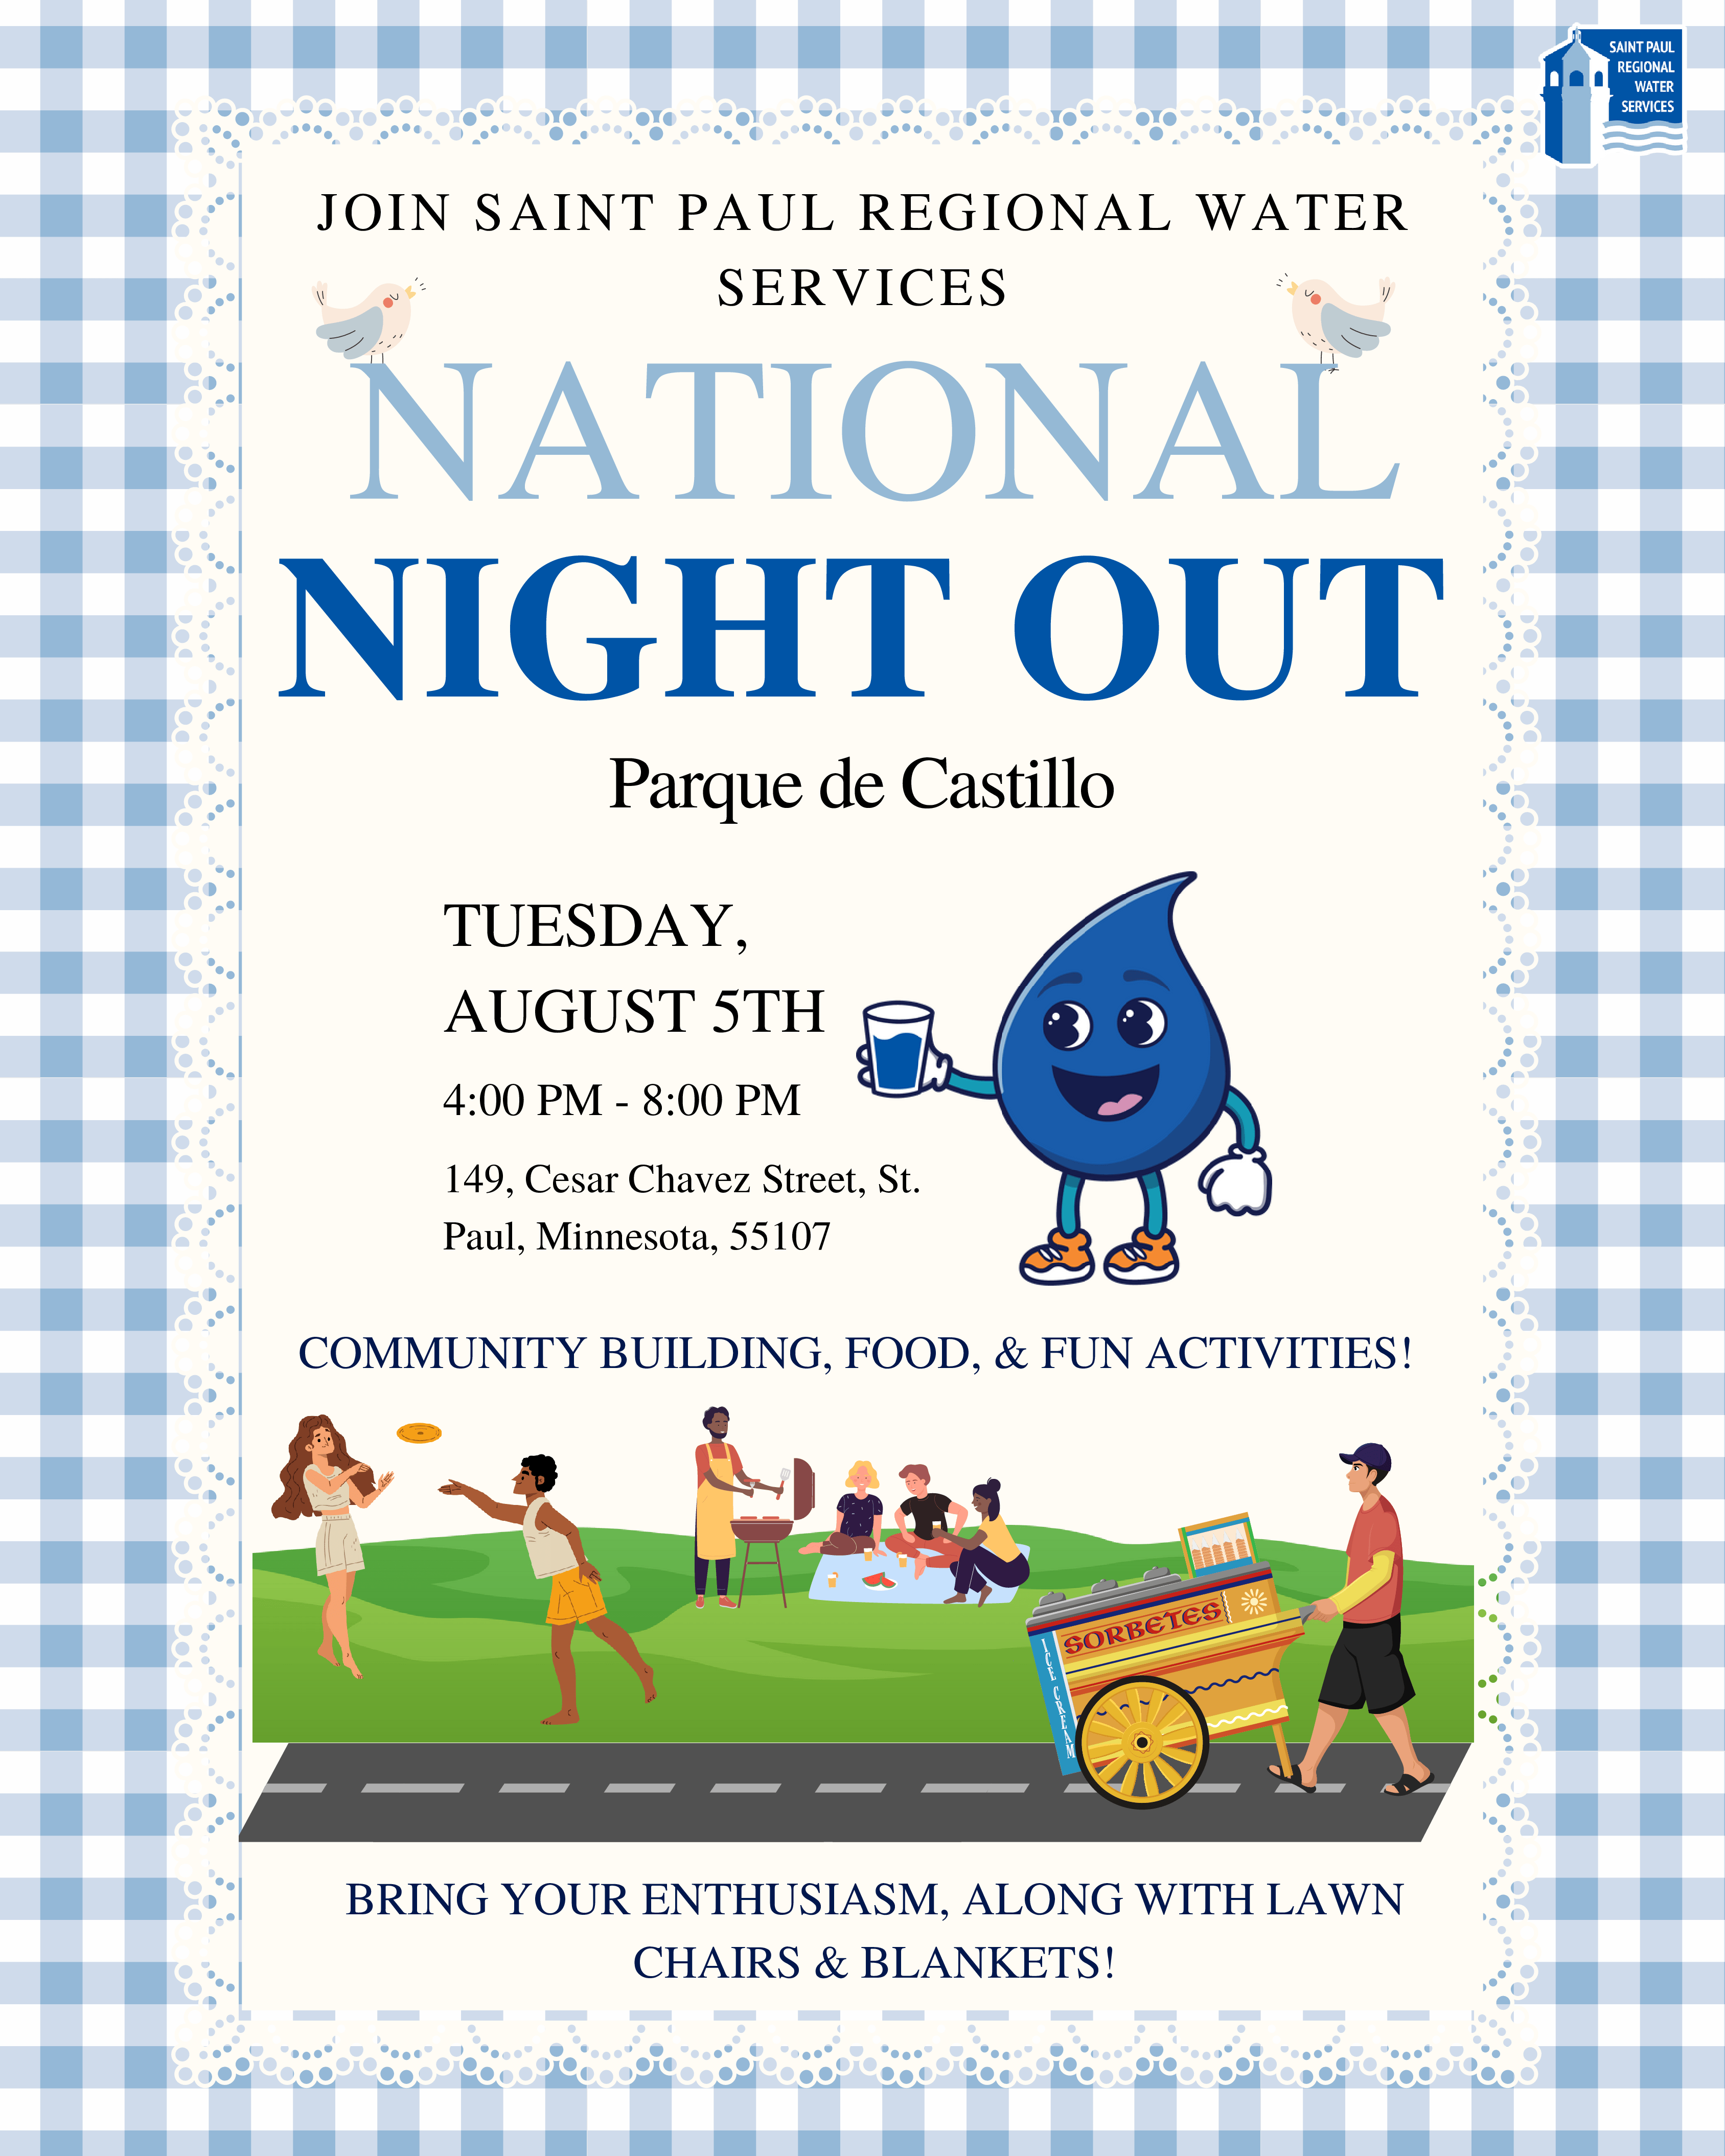 SAINT PAUL
REGIONAL
WATER
SERVICES
JOIN SAINT PAUL REGIONAL WATER
SERVICES
NATIONAL
NIGHT OUT
Parque de Castillo
TUESDAY,
AUGUST 5TH
4:00 PM - 8:00 PM
149, Cesar Chavez Street, St.
Paul, Minnesota, 55107
COMMUNITY BUILDING, FOOD, & FUN ACTIVITIES!
SORBETES
ICE CREAM
BRING YOUR ENTHUSIASM, ALONG WITH LAWN
CHAIRS & BLANKETS!